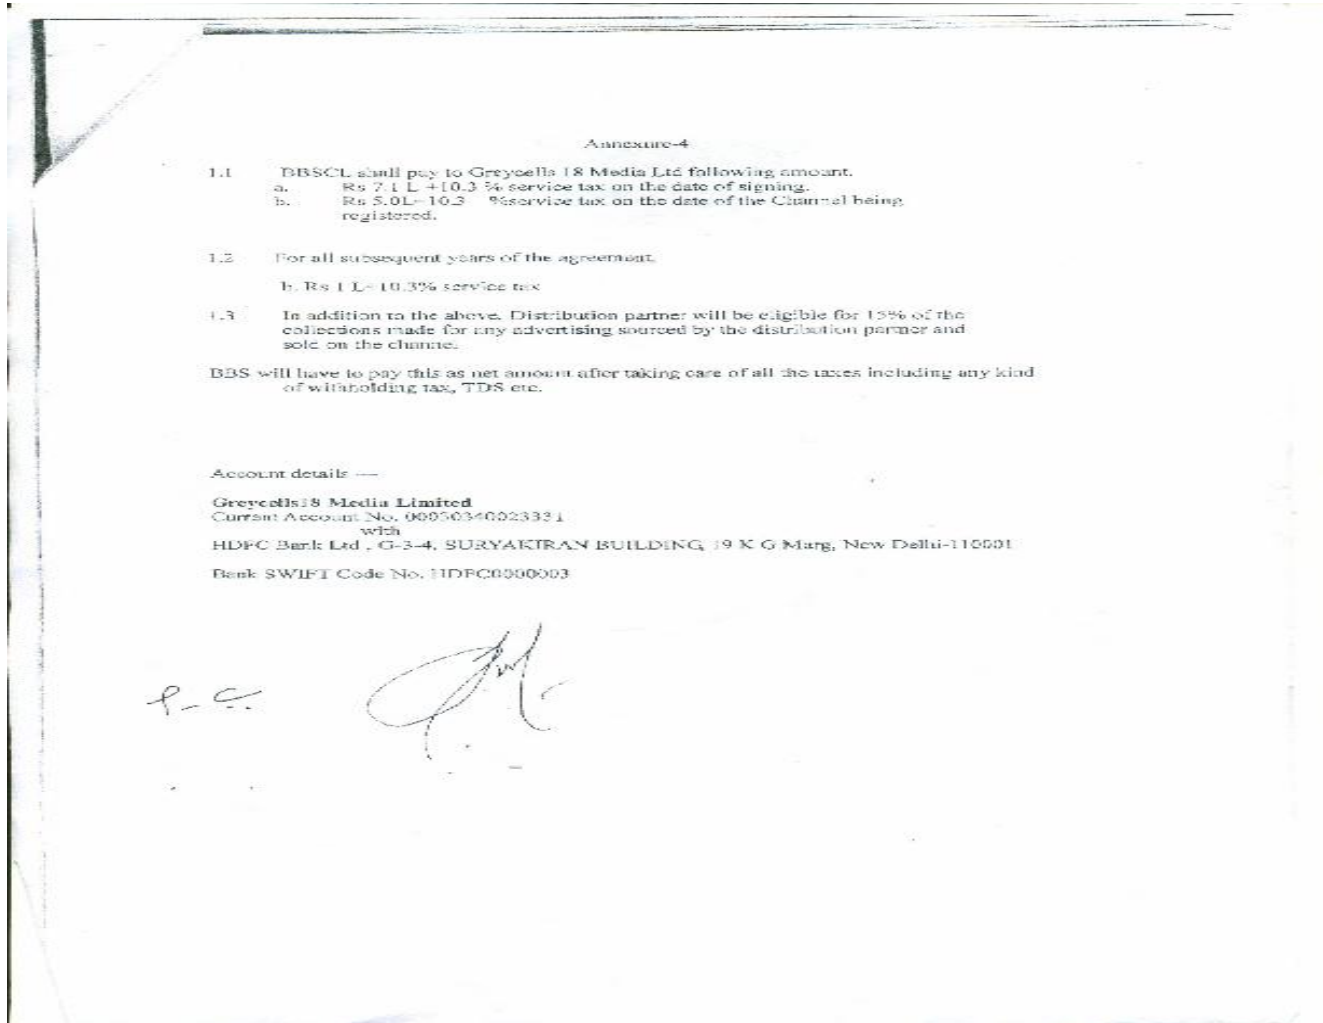 Annexure-4
1.1 BBSCL shall pay to Greycells 18 Media Ltd following amount.
a. Rs 7.1 L +10.3 % service tax on the date of signing.
b. Rs 5.0L+10.3 %service tax on the date of the Channel being
registered.
1.2 For all subsequent years of the agreement.
b. Rs 1 L+10.3% service tax
1.3 In addition to the above. Distribution partner will be eligible for 15% of the
collections made for any advertising sourced by the distribution partner and
sold on the channel.
BBS will have to pay this as net amount after taking care of all the taxes including any kind
of withholding tax, TDS etc.
Account details —
Greycells18 Media Limited
Current Account No. 00030340023331
with
HDFC Bank Ltd , G-3-4, SURYAKIRAN BUILDING, 19 K G Marg, New Delhi-110001
Bank SWIFT Code No. HDFC0000003